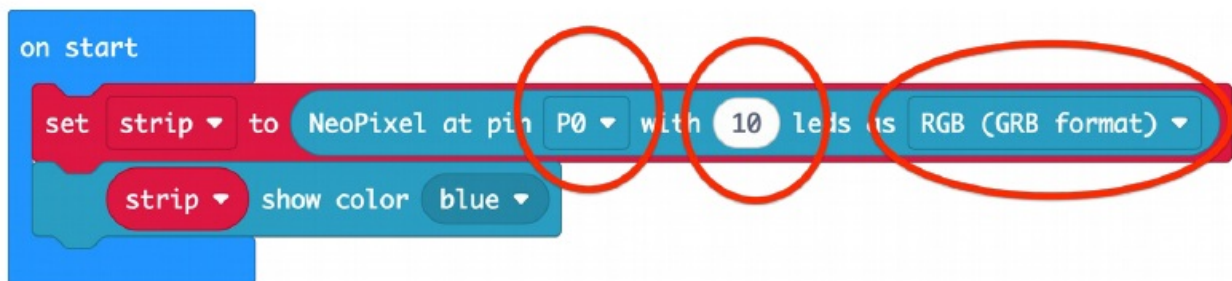 on start
set strip to NeoPixel at pin P0 with 10 leds as RGB (GRB format)
strip show color blue